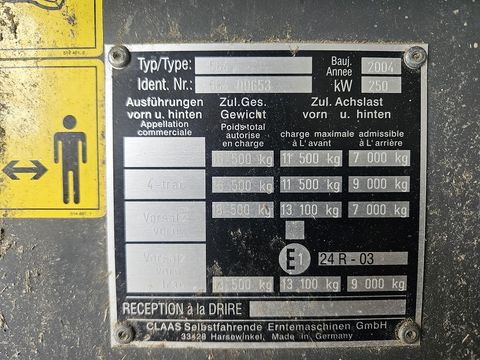 Typ/Type:
Bauj.
Annee
2004
Ident. Nr.:
kW
250
Ausführungen
vorn u. hinten
Appellation
commerciale
Zul.Ges.
Gewicht
Poids-total
autorise
en charge
Zul. Achslast
vorn u. hinten
charge maximale admissible
à L'avant à L'arrière
500 kg 11 500 kg 7 000 kg
4-trac 500 kg 11 500 kg 9 000 kg
500 kg 13 100 kg 7 000 kg
E1 24 R - 03
500 kg 13 100 kg 9 000 kg
RECEPTION à la DRIRE
CLAAS Selbstfahrende Erntemaschinen GmbH
33428 Harsewinkel, Made in Germany